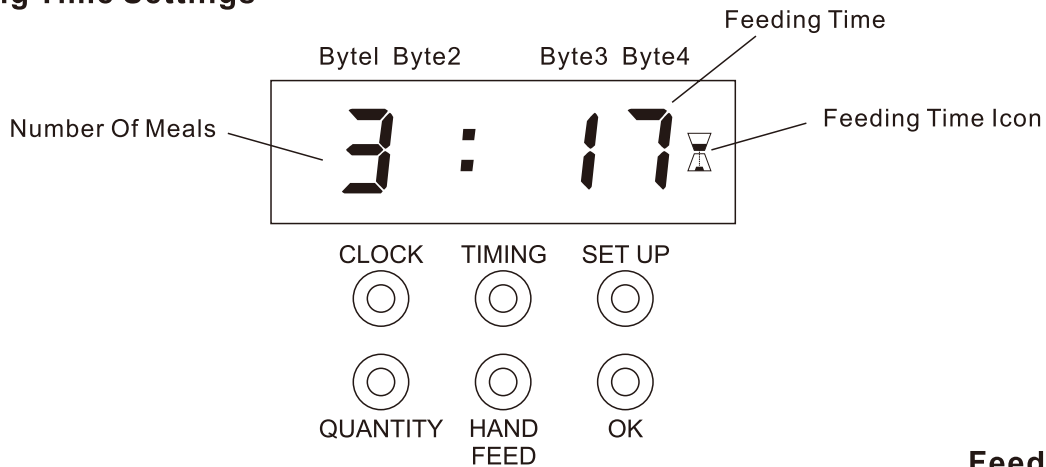 ng Time Settings
Feeding Time
Bytel Byte2 Byte3 Byte4
Number Of Meals
3 : 17
Feeding Time Icon
CLOCK TIMING SET UP
QUANTITY HAND FEED OK
Feed